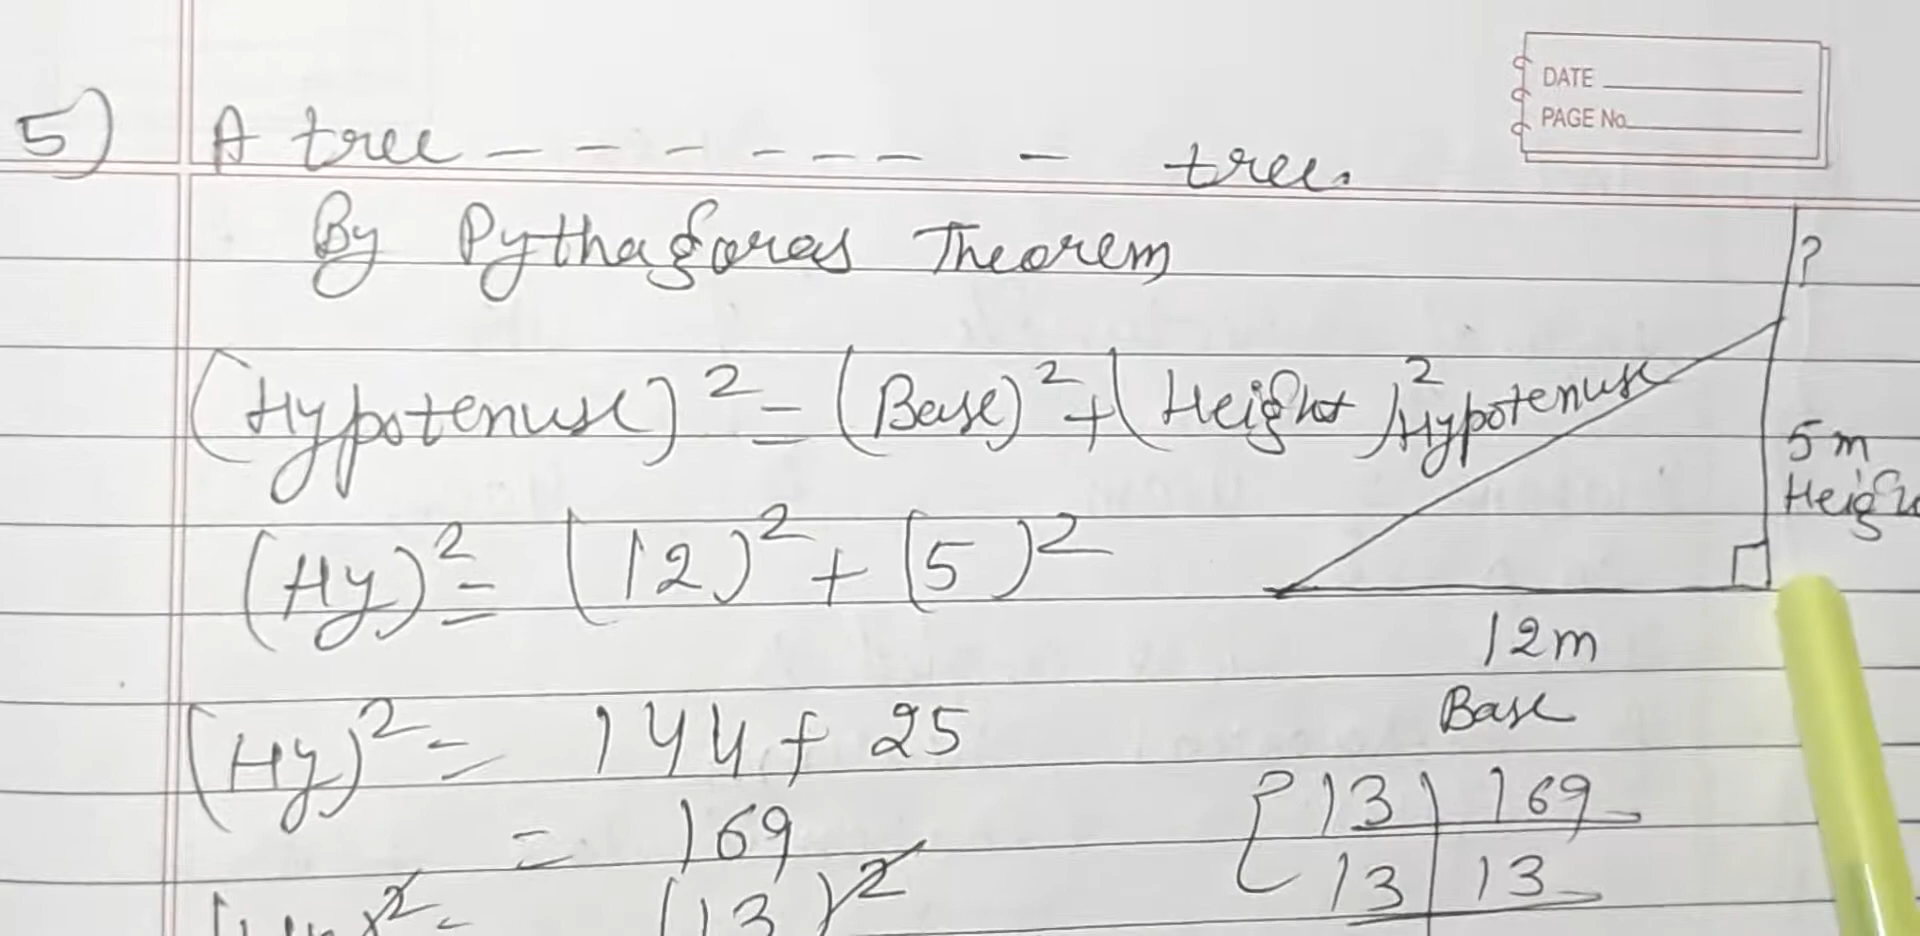 DATE
PAGE No.
5) A tree - - - - - - - - tree.
By Pythagoras Theorem
?
(Hypotenuse)² = (Base)² + (Height)²
Hypotenuse
5 m
(Hy)² = (12)² + (5)²
12m
Base
(Hy)² = 144 + 25
= 169
13 | 169
13 | 13
(13)²